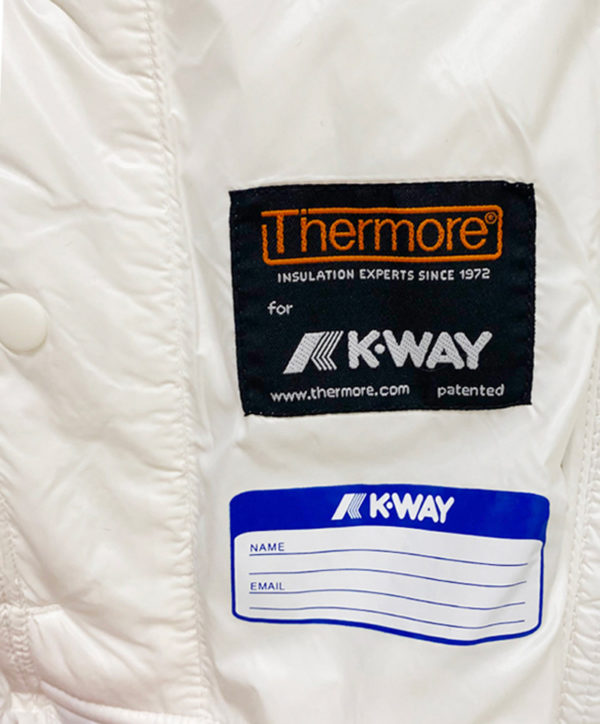 Thermore®
INSULATION EXPERTS SINCE 1972
for
K·WAY
www.thermore.com patented
K·WAY
NAME
EMAIL